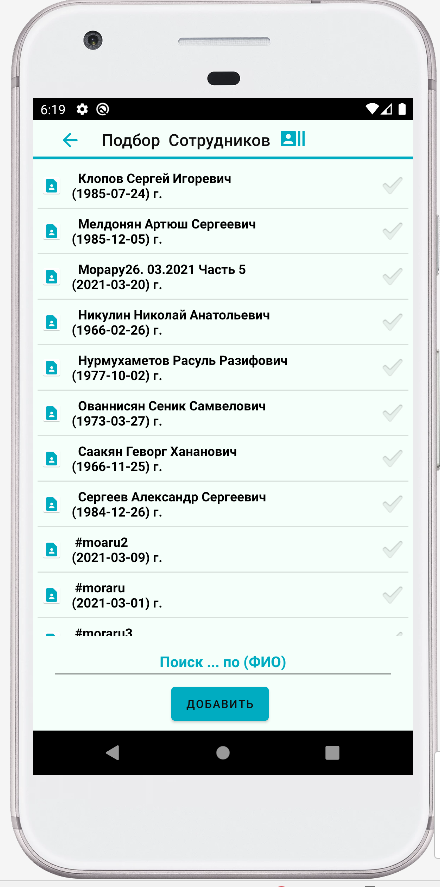 6:19
Подбор Сотрудников
Клопов Сергей Игоревич
(1985-07-24) г.
Мелдонян Артюш Сергеевич
(1985-12-05) г.
Морару26. 03.2021 Часть 5
(2021-03-20) г.
Никулин Николай Анатольевич
(1966-02-26) г.
Нурмухаметов Расуль Разифович
(1977-10-02) г.
Ованнисян Сеник Самвелович
(1973-03-27) г.
Саакян Геворг Хананович
(1966-11-25) г.
Сергеев Александр Сергеевич
(1984-12-26) г.
#moaru2
(2021-03-09) г.
#moraru
(2021-03-01) г.
#moraru3
Поиск ... по (ФИО)
ДОБАВИТЬ